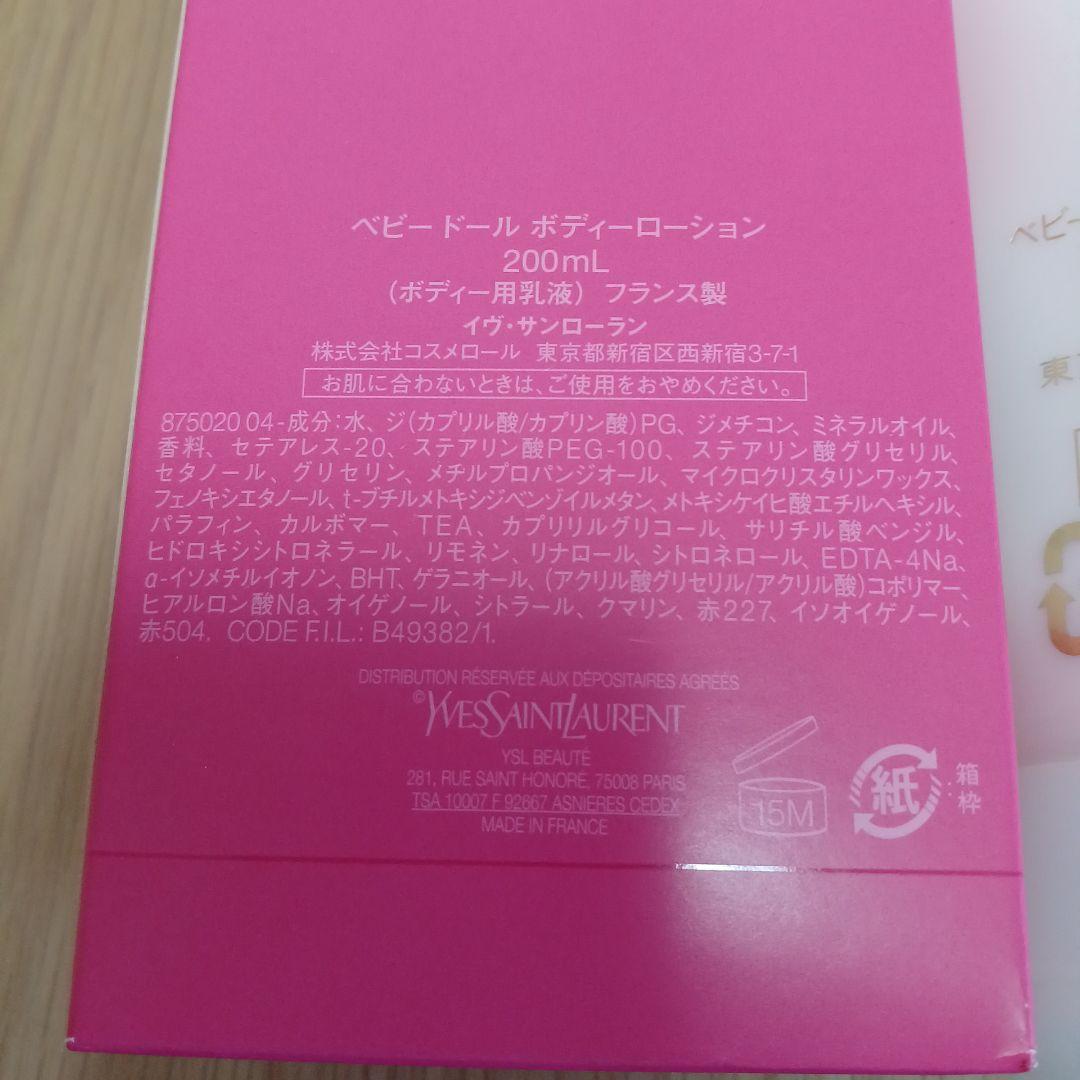 ベビードール ボディーローション
200mL
(ボディー用乳液) フランス製
イヴ・サンローラン
株式会社コスメロール 東京都新宿区西新宿3-7-1
お肌に合わないときは、ご使用をおやめください。
875020 04-成分:水、ジ(カプリル酸/カプリン酸)PG、ジメチコン、ミネラルオイル、
香料、セテアレス-20、ステアリン酸PEG-100、ステアリン酸グリセリル、
セタノール、グリセリン、メチルプロパンジオール、マイクロクリスタリンワックス、
フェノキシエタノール、t-ブチルメトキシジベンゾイルメタン、メトキシケイヒ酸エチルヘキシル、
パラフィン、カルボマー、TEA、カプリリルグリコール、サリチル酸ベンジル、
ヒドロキシシトロネラール、リモネン、リナロール、シトロネロール、EDTA-4Na、
α-イソメチルイオノン、BHT、ゲラニオール、(アクリル酸グリセリル/アクリル酸)コポリマー、
ヒアルロン酸Na、オイゲノール、シトラール、クマリン、赤227、イソオイゲノール、
赤504. CODE F.I.L.: B49382/1.
DISTRIBUTION RÉSERVÉE AUX DÉPOSITAIRES AGRÉÉS
©YVESSAINTLAURENT
YSL BEAUTÉ
281, RUE SAINT HONORÉ, 75008 PARIS
TSA 10007 F 92667 ASNIERES CEDEX
MADE IN FRANCE
15M
紙
箱
枠
ベビー
東